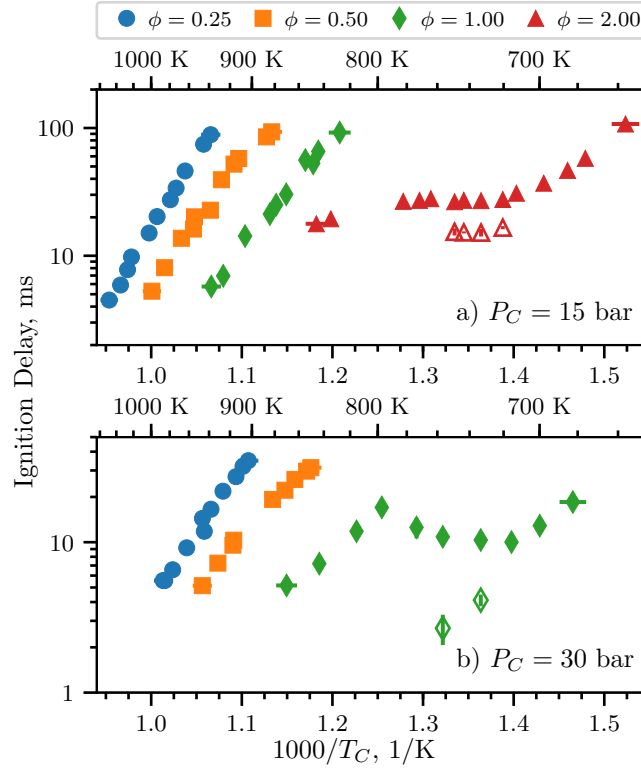 ϕ = 0.25 ϕ = 0.50 ϕ = 1.00 ϕ = 2.00
1000 K 900 K 800 K 700 K
100
10
a) P_C = 15 bar
1.0 1.1 1.2 1.3 1.4 1.5
Ignition Delay, ms
1000 K 900 K 800 K 700 K
10
1
b) P_C = 30 bar
1.0 1.1 1.2 1.3 1.4 1.5
1000/T_C, 1/K